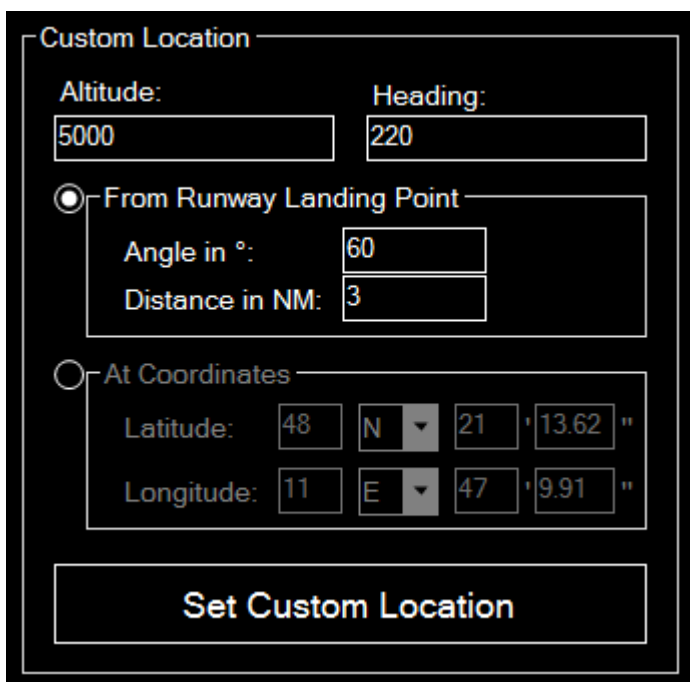 Custom Location
Altitude: Heading:
5000 220
From Runway Landing Point
Angle in °: 60
Distance in NM: 3
At Coordinates
Latitude: 48 N 21 ' 13.62 "
Longitude: 11 E 47 ' 9.91 "
Set Custom Location